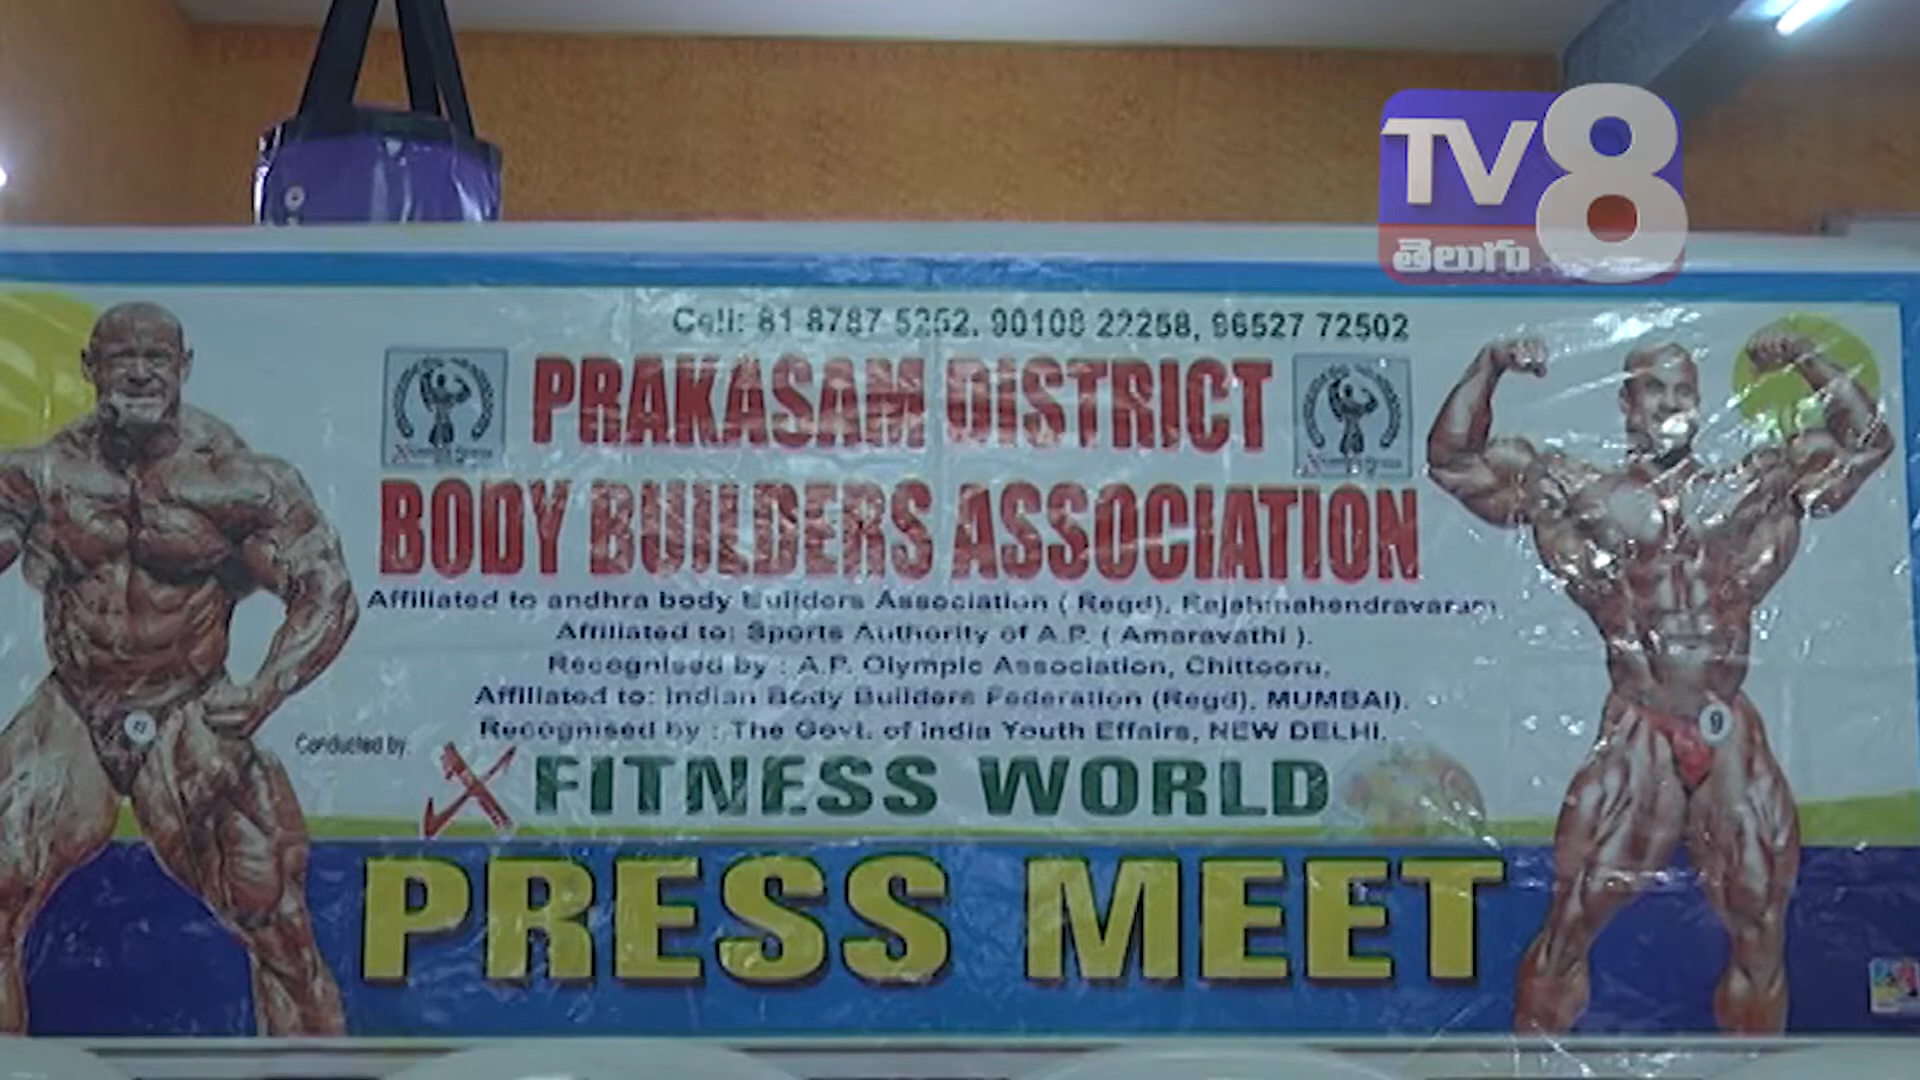 TV8
తెలుగు
Cell: 81 8787 5252, 90108 22258, 96527 72502
PRAKASAM DISTRICT
BODY BUILDERS ASSOCIATION
Affiliated to andhra body Builders Association ( Regd), Rajahmahendravaram
Affiliated to: Sports Authority of A.P. ( Amaravathi ).
Recognised by : A.P. Olympic Association, Chittooru,
Affiliated to: Indian Body Builders Federation (Regd), MUMBAI).
Recognised by : The Govt. of India Youth Effairs, NEW DELHI.
Conducted by:
X FITNESS WORLD
PRESS MEET
9